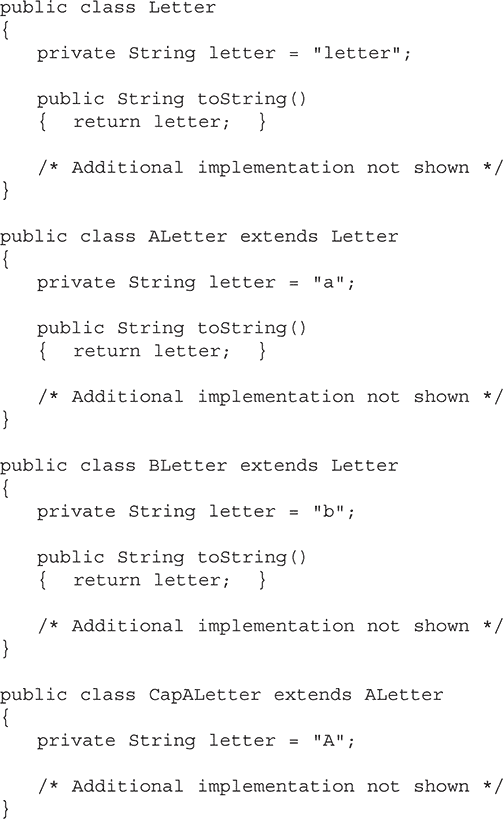 public class Letter
{
private String letter = "letter";
public String toString()
{ return letter; }
/* Additional implementation not shown */
}
public class ALetter extends Letter
{
private String letter = "a";
public String toString()
{ return letter; }
/* Additional implementation not shown */
}
public class BLetter extends Letter
{
private String letter = "b";
public String toString()
{ return letter; }
/* Additional implementation not shown */
}
public class CapALetter extends ALetter
{
private String letter = "A";
/* Additional implementation not shown */
}